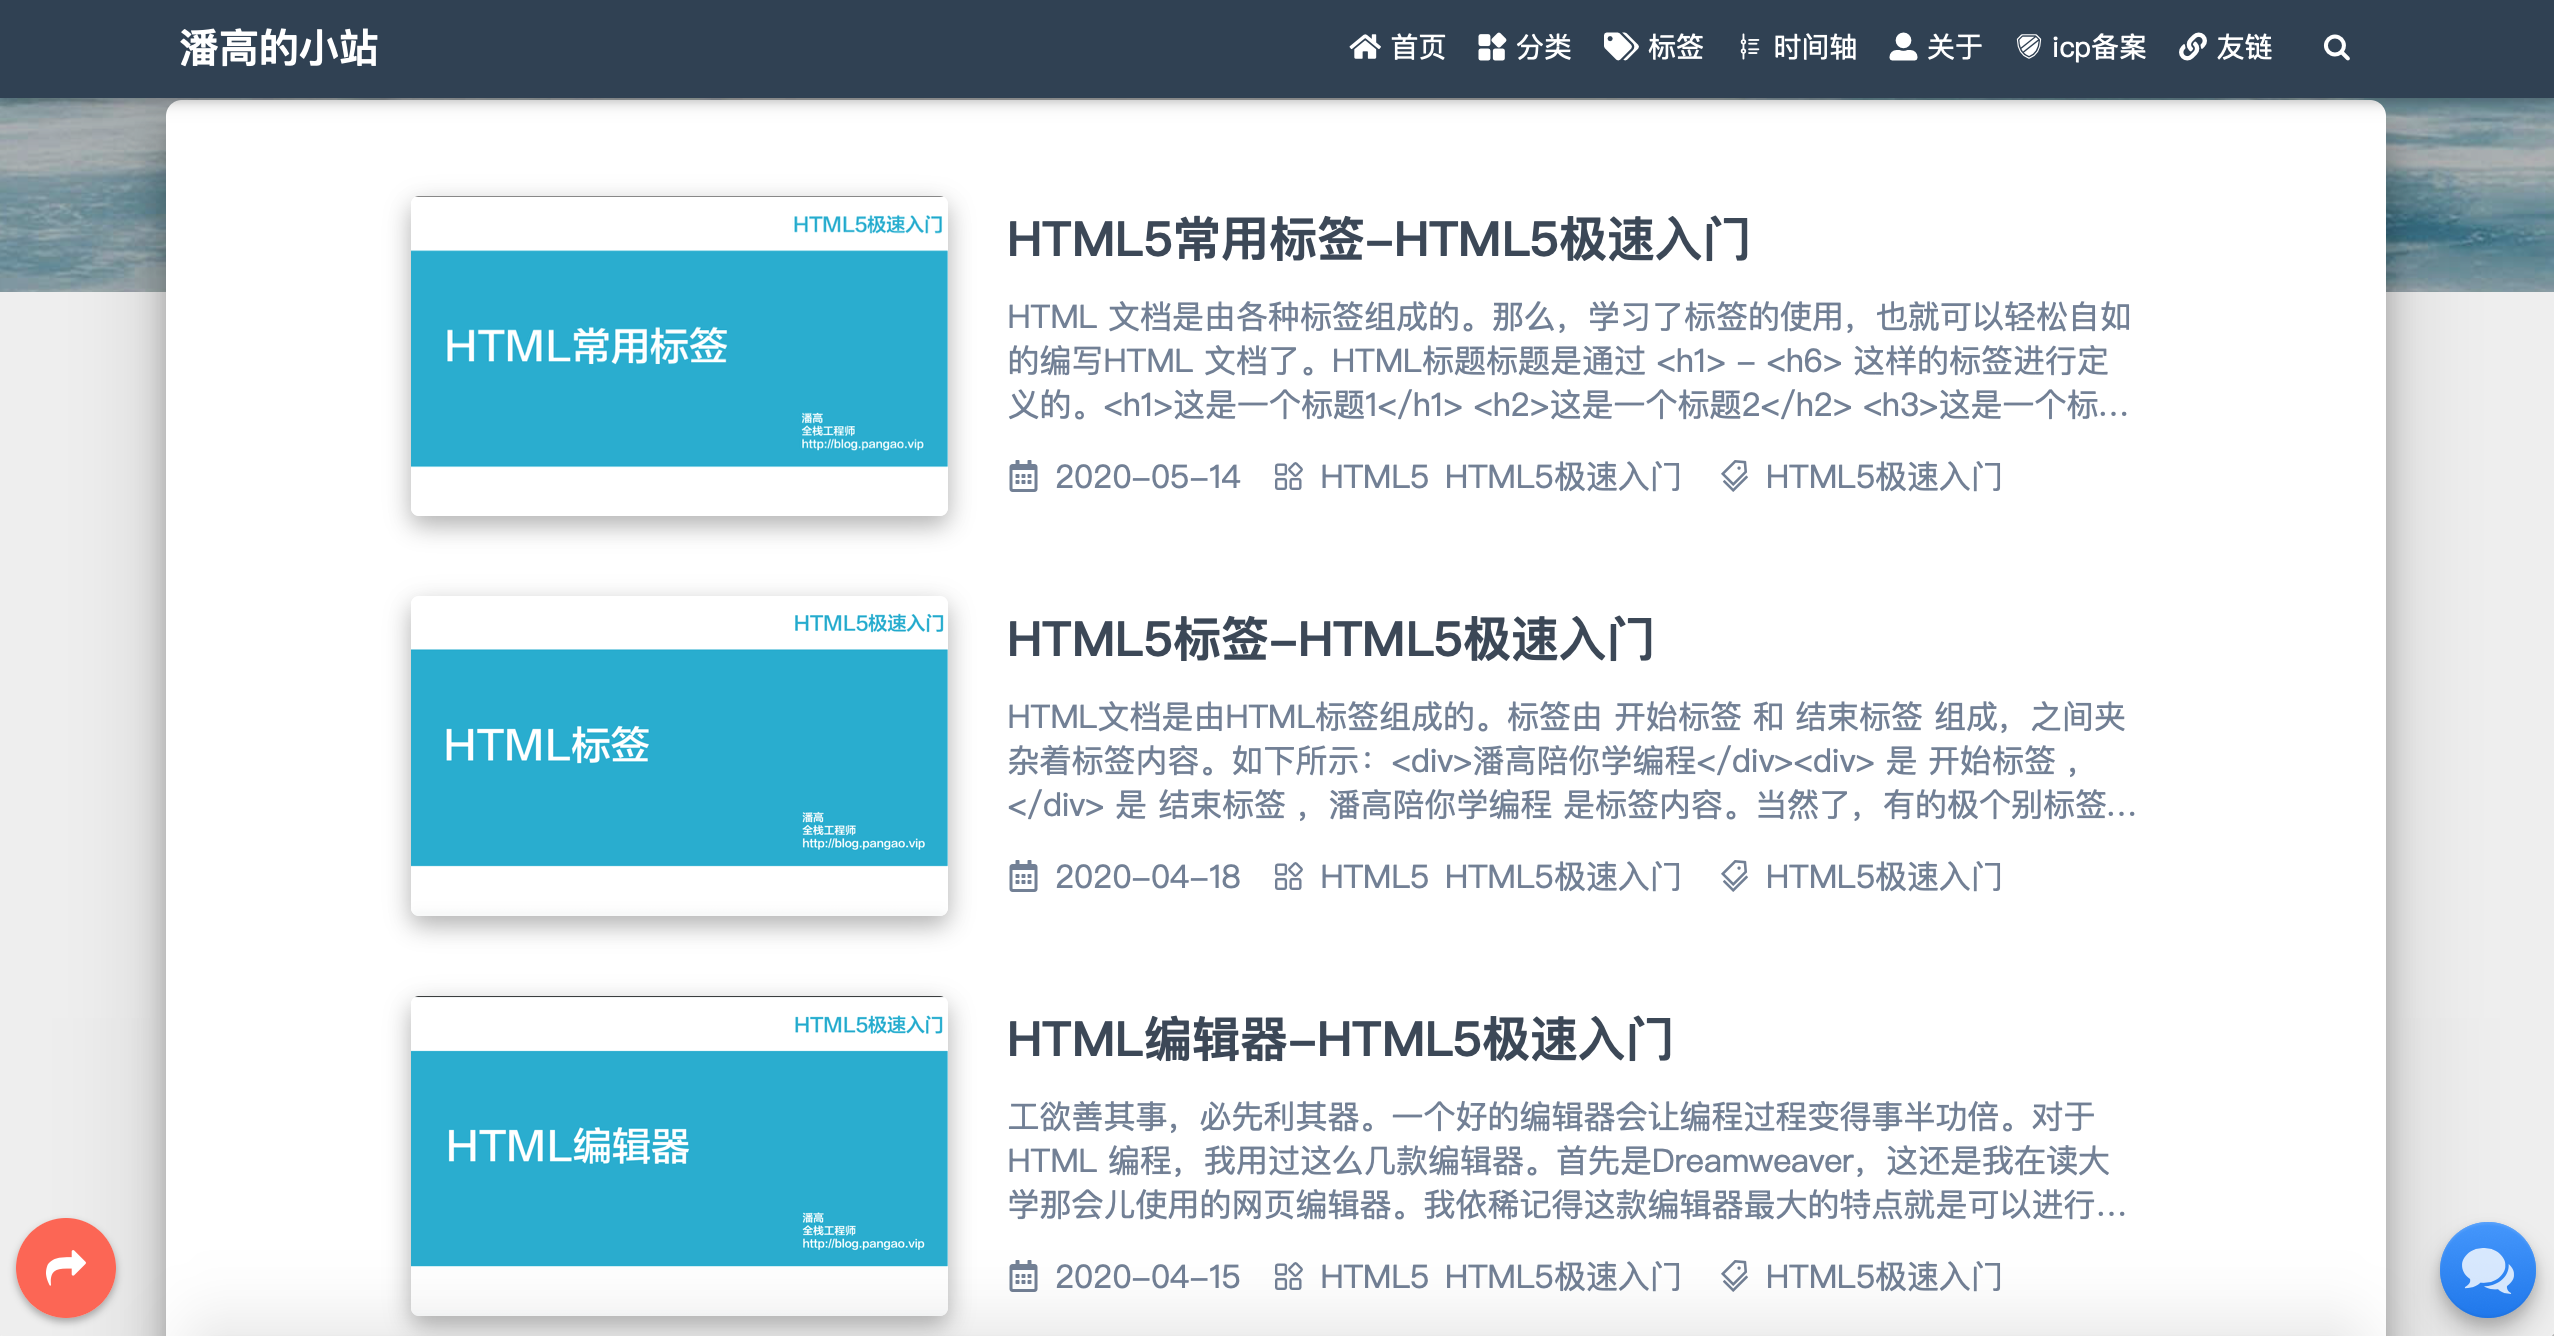 潘高的小站
首页 分类 标签 时间轴 关于 icp备案 友链
HTML5极速入门
HTML常用标签
潘高
全栈工程师
http://blog.pangao.vip
HTML5常用标签-HTML5极速入门
HTML 文档是由各种标签组成的。那么，学习了标签的使用，也就可以轻松自如
的编写HTML 文档了。HTML标题标题是通过 <h1> - <h6> 这样的标签进行定
义的。<h1>这是一个标题1</h1> <h2>这是一个标题2</h2> <h3>这是一个标...
2020-05-14 HTML5 HTML5极速入门 HTML5极速入门
HTML5极速入门
HTML标签
潘高
全栈工程师
http://blog.pangao.vip
HTML5标签-HTML5极速入门
HTML文档是由HTML标签组成的。标签由 开始标签 和 结束标签 组成，之间夹
杂着标签内容。如下所示：<div>潘高陪你学编程</div><div> 是 开始标签 ，
</div> 是 结束标签 ，潘高陪你学编程 是标签内容。当然了，有的极个别标签...
2020-04-18 HTML5 HTML5极速入门 HTML5极速入门
HTML5极速入门
HTML编辑器
潘高
全栈工程师
http://blog.pangao.vip
HTML编辑器-HTML5极速入门
工欲善其事，必先利其器。一个好的编辑器会让编程过程变得事半功倍。对于
HTML 编程，我用过这么几款编辑器。首先是Dreamweaver，这还是我在读大
学那会儿使用的网页编辑器。我依稀记得这款编辑器最大的特点就是可以进行...
2020-04-15 HTML5 HTML5极速入门 HTML5极速入门